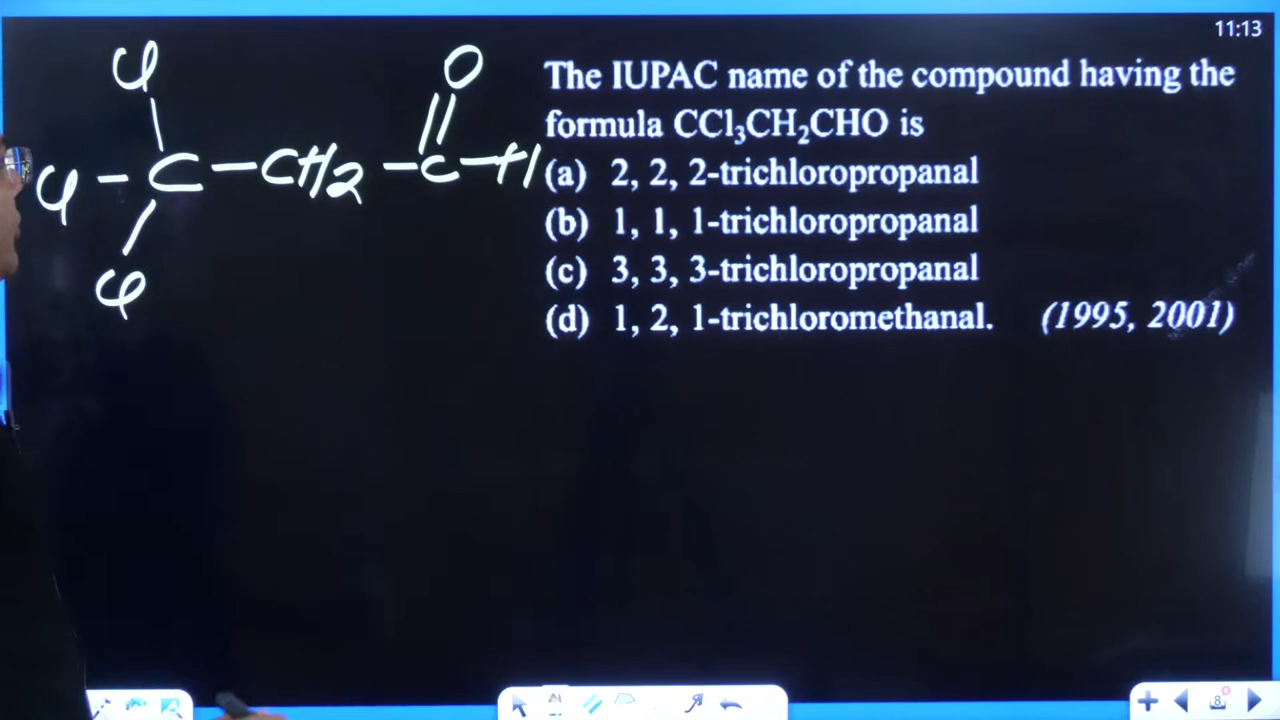 11:13
The IUPAC name of the compound having the
formula CCl₃CH₂CHO is
(a) 2, 2, 2-trichloropropanal
(b) 1, 1, 1-trichloropropanal
(c) 3, 3, 3-trichloropropanal
(d) 1, 2, 1-trichloromethanal. (1995, 2001)
Cl O
Cl - C - CH2 - C - H
Cl
8